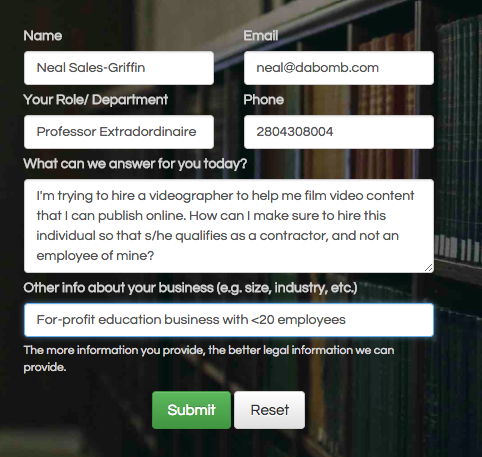 Name Email
Neal Sales-Griffin neal@dabomb.com
Your Role/ Department Phone
Professor Extradordinaire 2804308004
What can we answer for you today?
I'm trying to hire a videographer to help me film video content
that I can publish online. How can I make sure to hire this
individual so that s/he qualifies as a contractor, and not an
employee of mine?
Other info about your business (e.g. size, industry, etc.)
For-profit education business with <20 employees
The more information you provide, the better legal information we can
provide.
Submit Reset